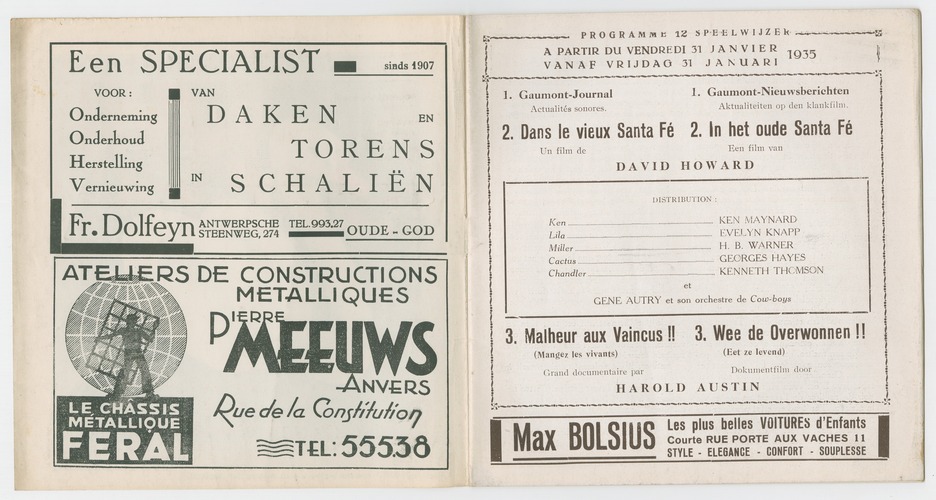 Een SPECIALIST sinds 1907
VOOR : VAN
Onderneming
Onderhoud
Herstelling
Vernieuwing
DAKEN EN
TORENS
IN SCHALIËN
Fr. Dolfeyn ANTWERPSCHE STEENWEG, 274 TEL. 993,27 OUDE-GOD
ATELIERS DE CONSTRUCTIONS
METALLIQUES
PIERRE
MEEUWS
ANVERS
Rue de la Constitution
TEL: 555.38
LE CHÂSSIS
MÉTALLIQUE
FERAL
PROGRAMME 12 SPEELWIJZER
A PARTIR DU VENDREDI 31 JANVIER 1935
VANAF VRIJDAG 31 JANUARI
1. Gaumont-Journal 1. Gaumont-Nieuwsberichten
Actualités sonores. Aktualiteiten op den klankfilm.
2. Dans le vieux Santa Fé 2. In het oude Santa Fé
Un film de Een film van
DAVID HOWARD
DISTRIBUTION :
Ken KEN MAYNARD
Lila EVELYN KNAPP
Miller H. B. WARNER
Cactus GEORGES HAYES
Chandler KENNETH THOMSON
et
GENE AUTRY et son orchestre de Cow-boys
3. Malheur aux Vaincus !! 3. Wee de Overwonnen !!
(Mangez les vivants) (Eet ze levend)
Grand documentaire par Dokumentfilm door
HAROLD AUSTIN
Max BOLSIUS
Les plus belles VOITURES d'Enfants
Courte RUE PORTE AUX VACHES 11
STYLE - ELEGANCE - CONFORT - SOUPLESSE